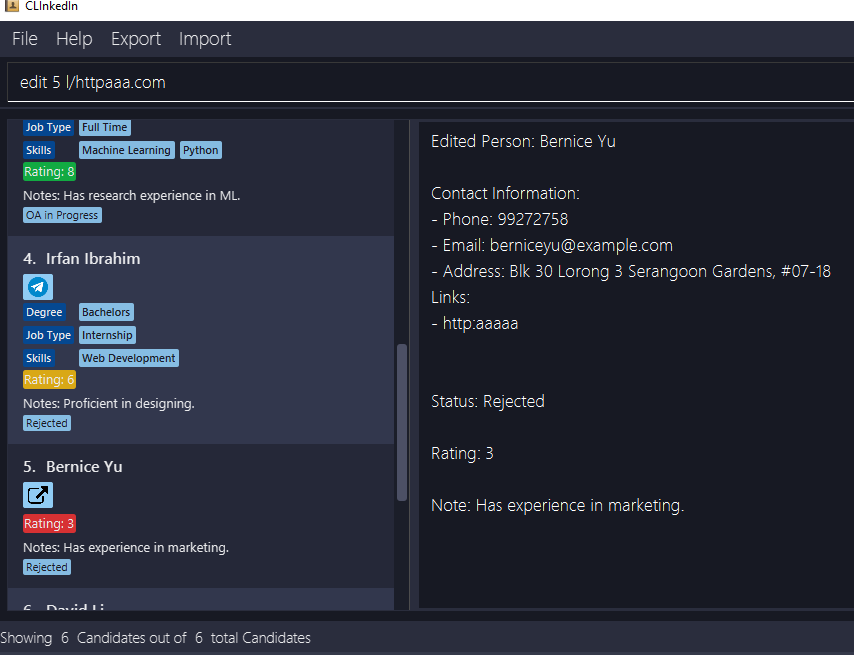 CLInkedIn
File Help Export Import
edit 5 l/httpaaa.com
Job Type Full Time
Skills Machine Learning Python
Rating: 8
Notes: Has research experience in ML.
OA in Progress
4. Irfan Ibrahim
Degree Bachelors
Job Type Internship
Skills Web Development
Rating: 6
Notes: Proficient in designing.
Rejected
5. Bernice Yu
Rating: 3
Notes: Has experience in marketing.
Rejected
6. David Li
Edited Person: Bernice Yu
Contact Information:
- Phone: 99272758
- Email: berniceyu@example.com
- Address: Blk 30 Lorong 3 Serangoon Gardens, #07-18
Links:
- http:aaaaa
Status: Rejected
Rating: 3
Note: Has experience in marketing.
Showing 6 Candidates out of 6 total Candidates